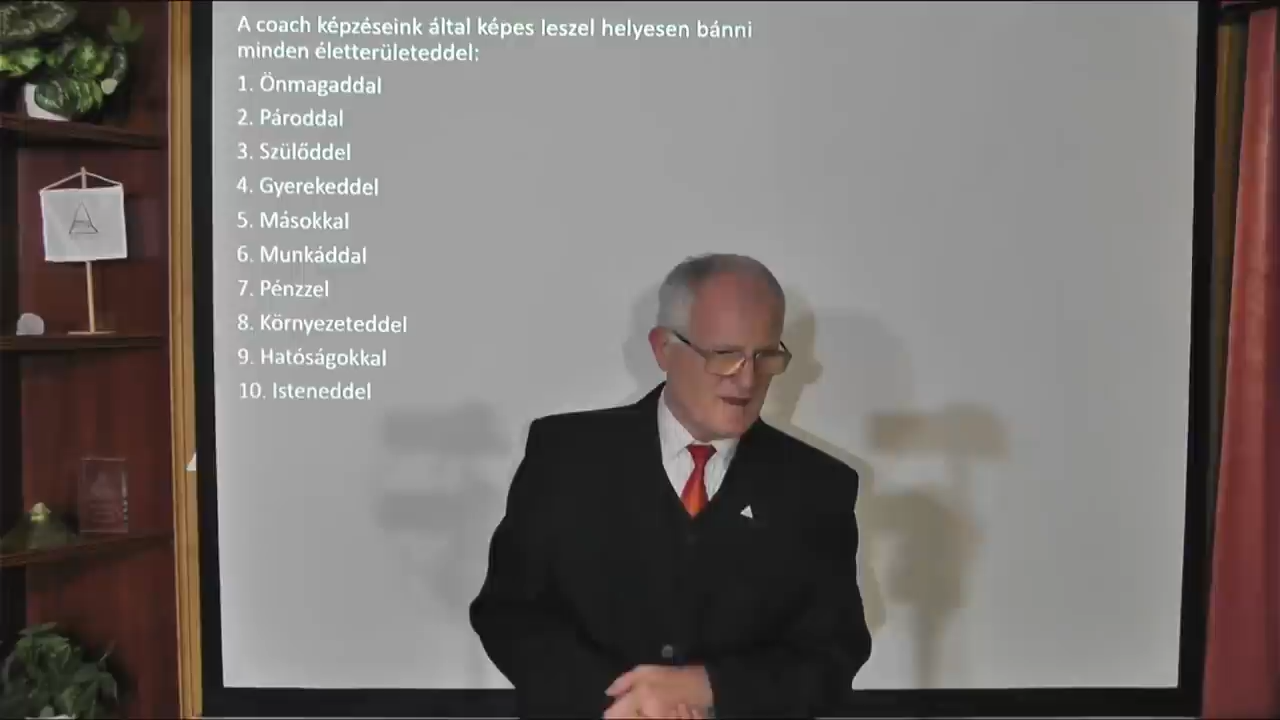 A coach képzéseink által képes leszel helyesen bánni
minden életterületeddel:
1. Önmagaddal
2. Pároddal
3. Szülőddel
4. Gyerekeddel
5. Másokkal
6. Munkáddal
7. Pénzzel
8. Környezeteddel
9. Hatóságokkal
10. Isteneddel